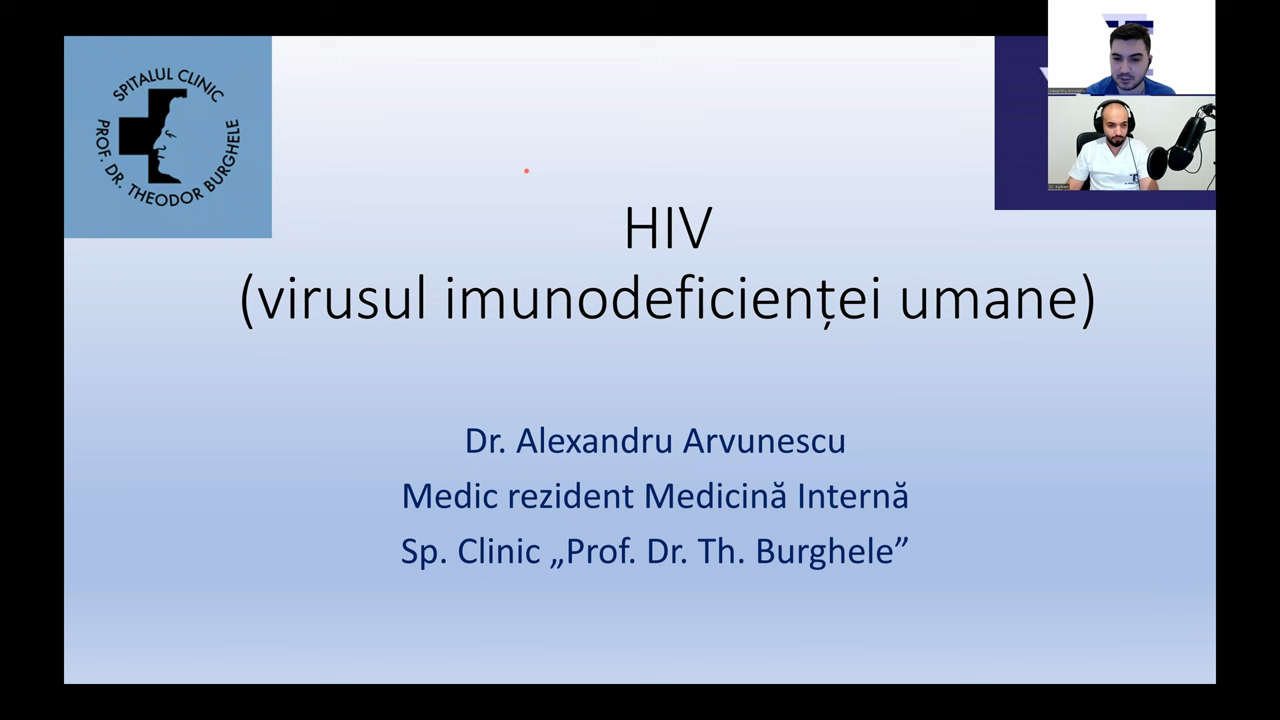 SPITALUL CLINIC
PROF. DR. THEODOR BURGHELE
HIV
(virusul imunodeficienței umane)
Dr. Alexandru Arvunescu
Medic rezident Medicină Internă
Sp. Clinic „Prof. Dr. Th. Burghele”